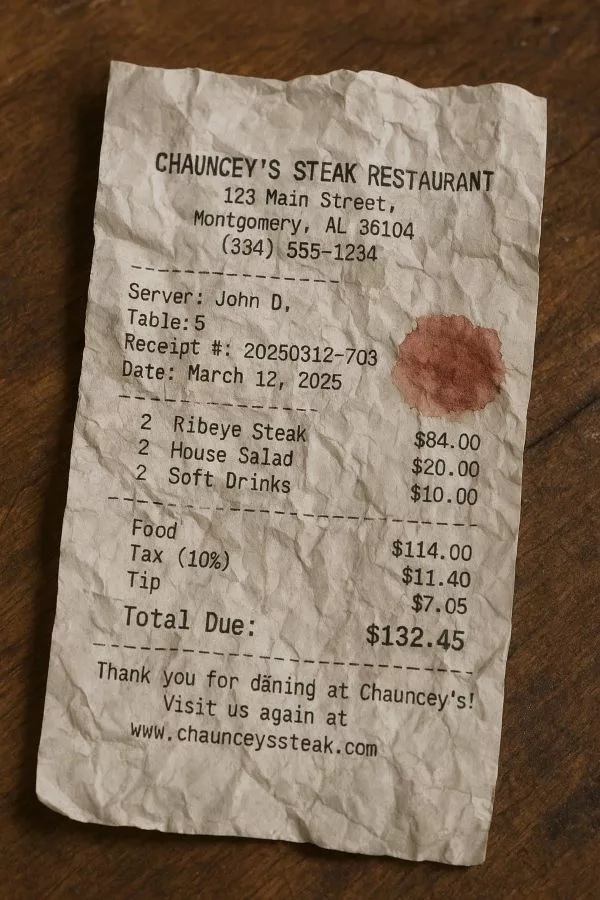 CHAUNCEY'S STEAK RESTAURANT
123 Main Street,
Montgomery, AL 36104
(334) 555-1234
Server: John D,
Table: 5
Receipt #: 20250312-703
Date: March 12, 2025
2 Ribeye Steak $84.00
2 House Salad $20.00
2 Soft Drinks $10.00
Food $114.00
Tax (10%) $11.40
Tip $7.05
Total Due: $132.45
Thank you for däning at Chauncey's!
Visit us again at
www.chaunceyssteak.com